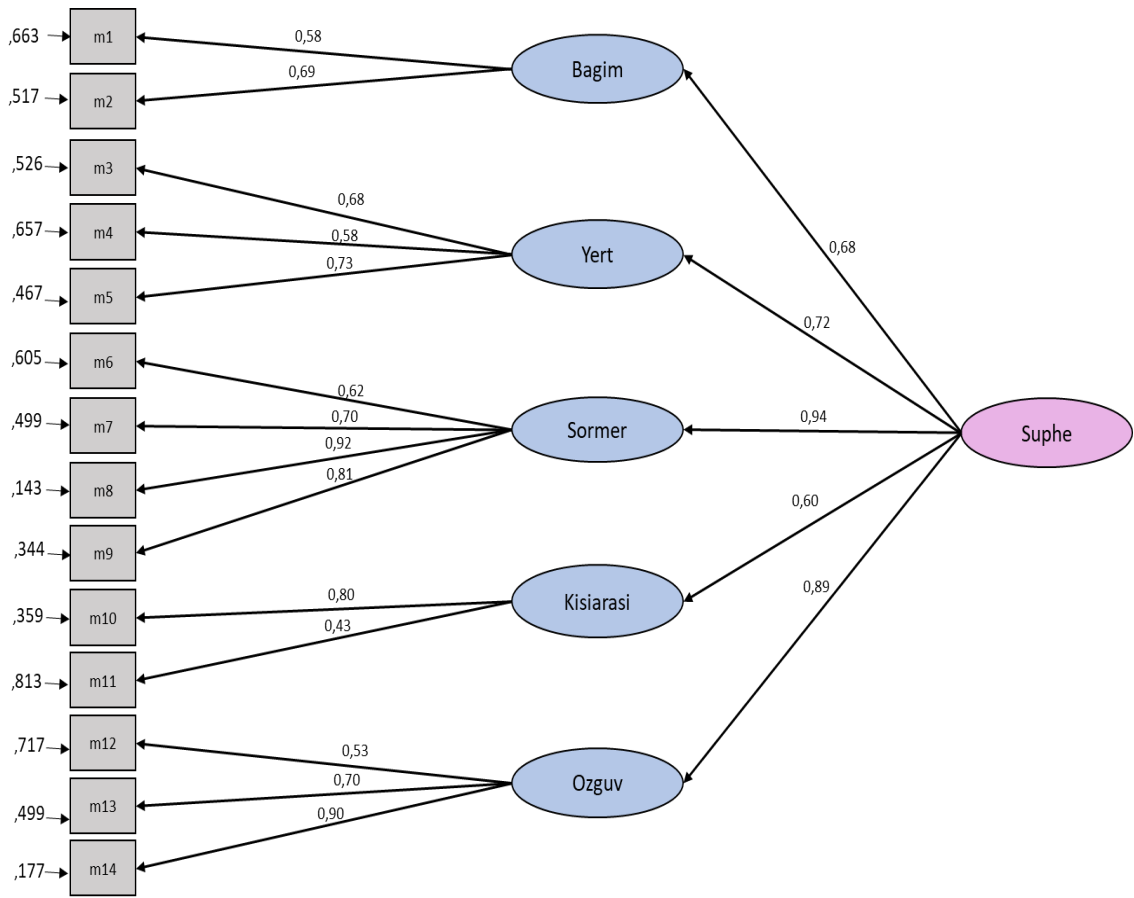 ,663 m1 0,58 Bagim
,517 m2 0,69
,526 m3 0,68
,657 m4 0,58 Yert 0,68
,467 m5 0,73 0,72
,605 m6 0,62
,499 m7 0,70 Sormer 0,94 Suphe
,143 m8 0,92
,344 m9 0,81 0,60
,359 m10 0,80 Kisiarasi 0,89
,813 m11 0,43
,717 m12 0,53
,499 m13 0,70 Ozguv
,177 m14 0,90